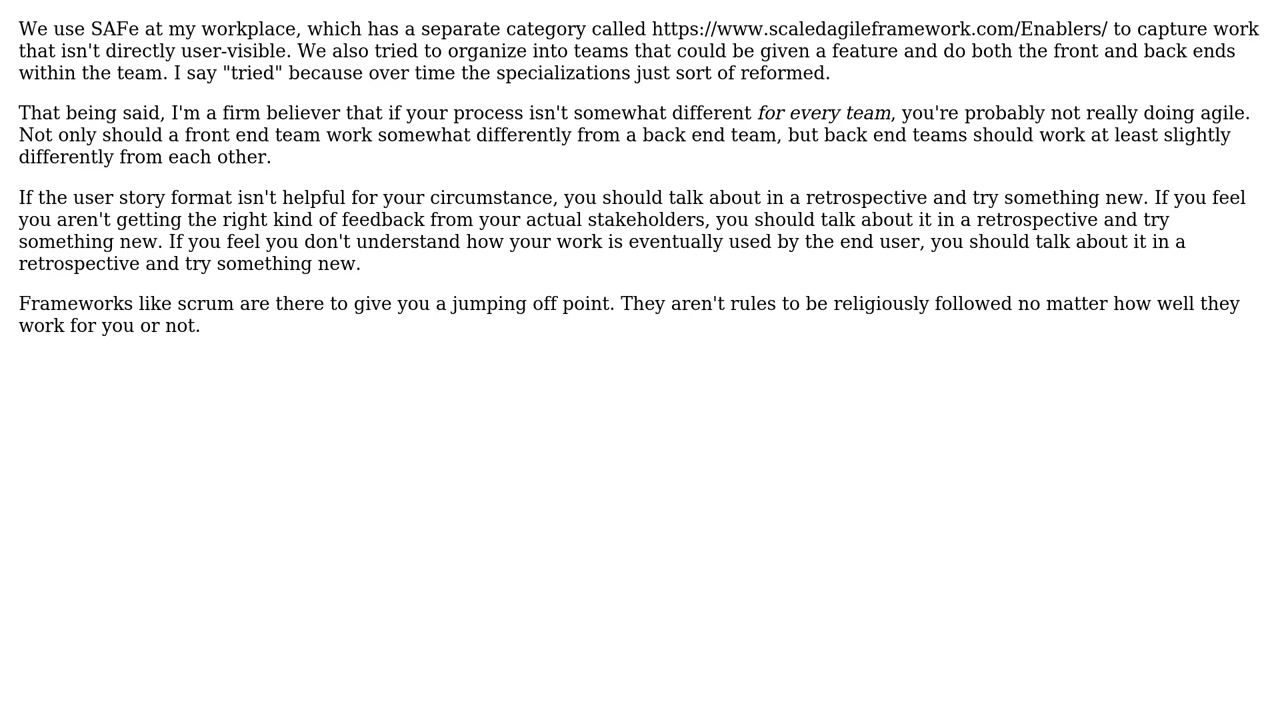 We use SAFe at my workplace, which has a separate category called https://www.scaledagileframework.com/Enablers/ to capture work
that isn't directly user-visible. We also tried to organize into teams that could be given a feature and do both the front and back ends
within the team. I say "tried" because over time the specializations just sort of reformed.
That being said, I'm a firm believer that if your process isn't somewhat different for every team, you're probably not really doing agile.
Not only should a front end team work somewhat differently from a back end team, but back end teams should work at least slightly
differently from each other.
If the user story format isn't helpful for your circumstance, you should talk about in a retrospective and try something new. If you feel
you aren't getting the right kind of feedback from your actual stakeholders, you should talk about it in a retrospective and try
something new. If you feel you don't understand how your work is eventually used by the end user, you should talk about it in a
retrospective and try something new.
Frameworks like scrum are there to give you a jumping off point. They aren't rules to be religiously followed no matter how well they
work for you or not.